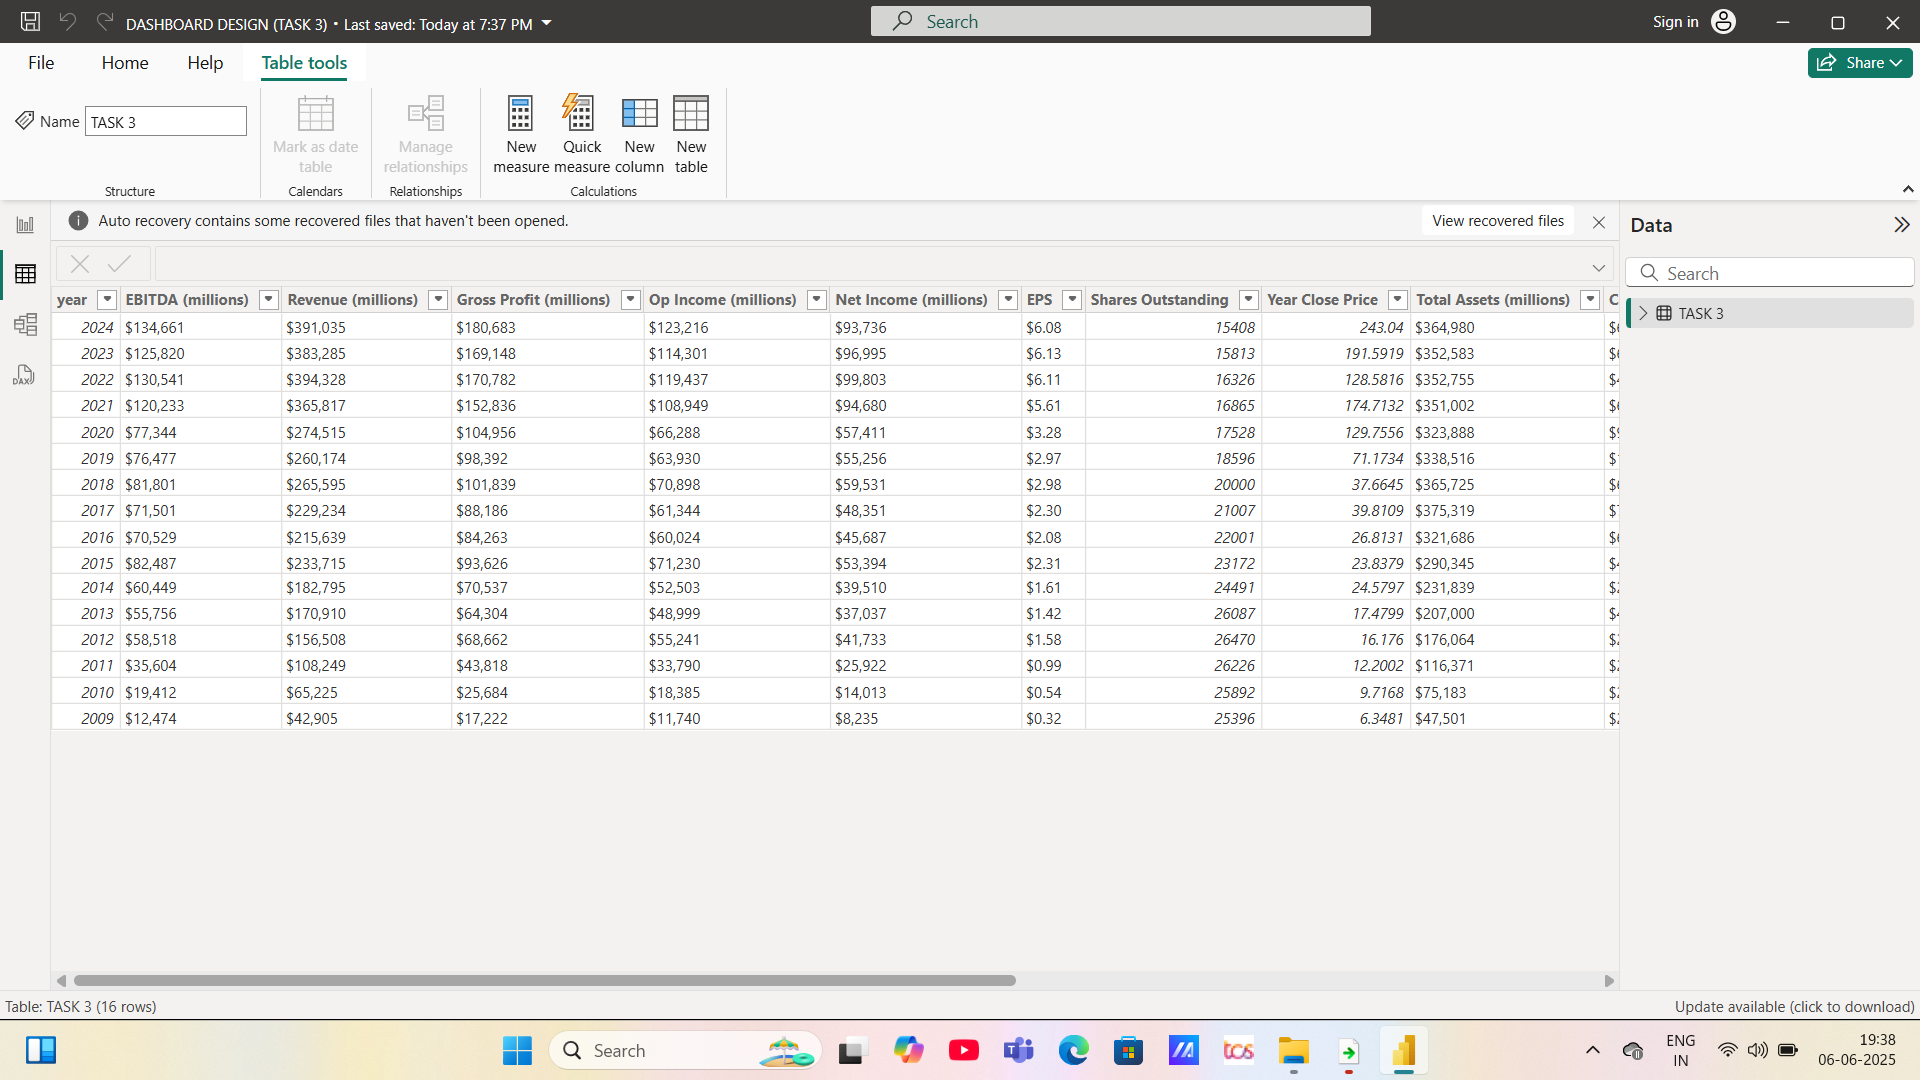 DASHBOARD DESIGN (TASK 3) • Last saved: Today at 7:37 PM
Search
Sign in
File Home Help Table tools
Share
Name TASK 3
Mark as date table
Manage relationships
New measure
Quick measure
New column
New table
Structure Calendars Relationships Calculations
Auto recovery contains some recovered files that haven't been opened.
View recovered files
Data
Search
TASK 3
DAX
year EBITDA (millions) Revenue (millions) Gross Profit (millions) Op Income (millions) Net Income (millions) EPS Shares Outstanding Year Close Price Total Assets (millions) C
2024 $134,661 $391,035 $180,683 $123,216 $93,736 $6.08 15408 243.04 $364,980
2023 $125,820 $383,285 $169,148 $114,301 $96,995 $6.13 15813 191.5919 $352,583
2022 $130,541 $394,328 $170,782 $119,437 $99,803 $6.11 16326 128.5816 $352,755
2021 $120,233 $365,817 $152,836 $108,949 $94,680 $5.61 16865 174.7132 $351,002
2020 $77,344 $274,515 $104,956 $66,288 $57,411 $3.28 17528 129.7556 $323,888
2019 $76,477 $260,174 $98,392 $63,930 $55,256 $2.97 18596 71.1734 $338,516
2018 $81,801 $265,595 $101,839 $70,898 $59,531 $2.98 20000 37.6645 $365,725
2017 $71,501 $229,234 $88,186 $61,344 $48,351 $2.30 21007 39.8109 $375,319
2016 $70,529 $215,639 $84,263 $60,024 $45,687 $2.08 22001 26.8131 $321,686
2015 $82,487 $233,715 $93,626 $71,230 $53,394 $2.31 23172 23.8379 $290,345
2014 $60,449 $182,795 $70,537 $52,503 $39,510 $1.61 24491 24.5797 $231,839
2013 $55,756 $170,910 $64,304 $48,999 $37,037 $1.42 26087 17.4799 $207,000
2012 $58,518 $156,508 $68,662 $55,241 $41,733 $1.58 26470 16.176 $176,064
2011 $35,604 $108,249 $43,818 $33,790 $25,922 $0.99 26226 12.2002 $116,371
2010 $19,412 $65,225 $25,684 $18,385 $14,013 $0.54 25892 9.7168 $75,183
2009 $12,474 $42,905 $17,222 $11,740 $8,235 $0.32 25396 6.3481 $47,501
Table: TASK 3 (16 rows)
Update available (click to download)
Search
tcs
ENG
IN
19:38
06-06-2025